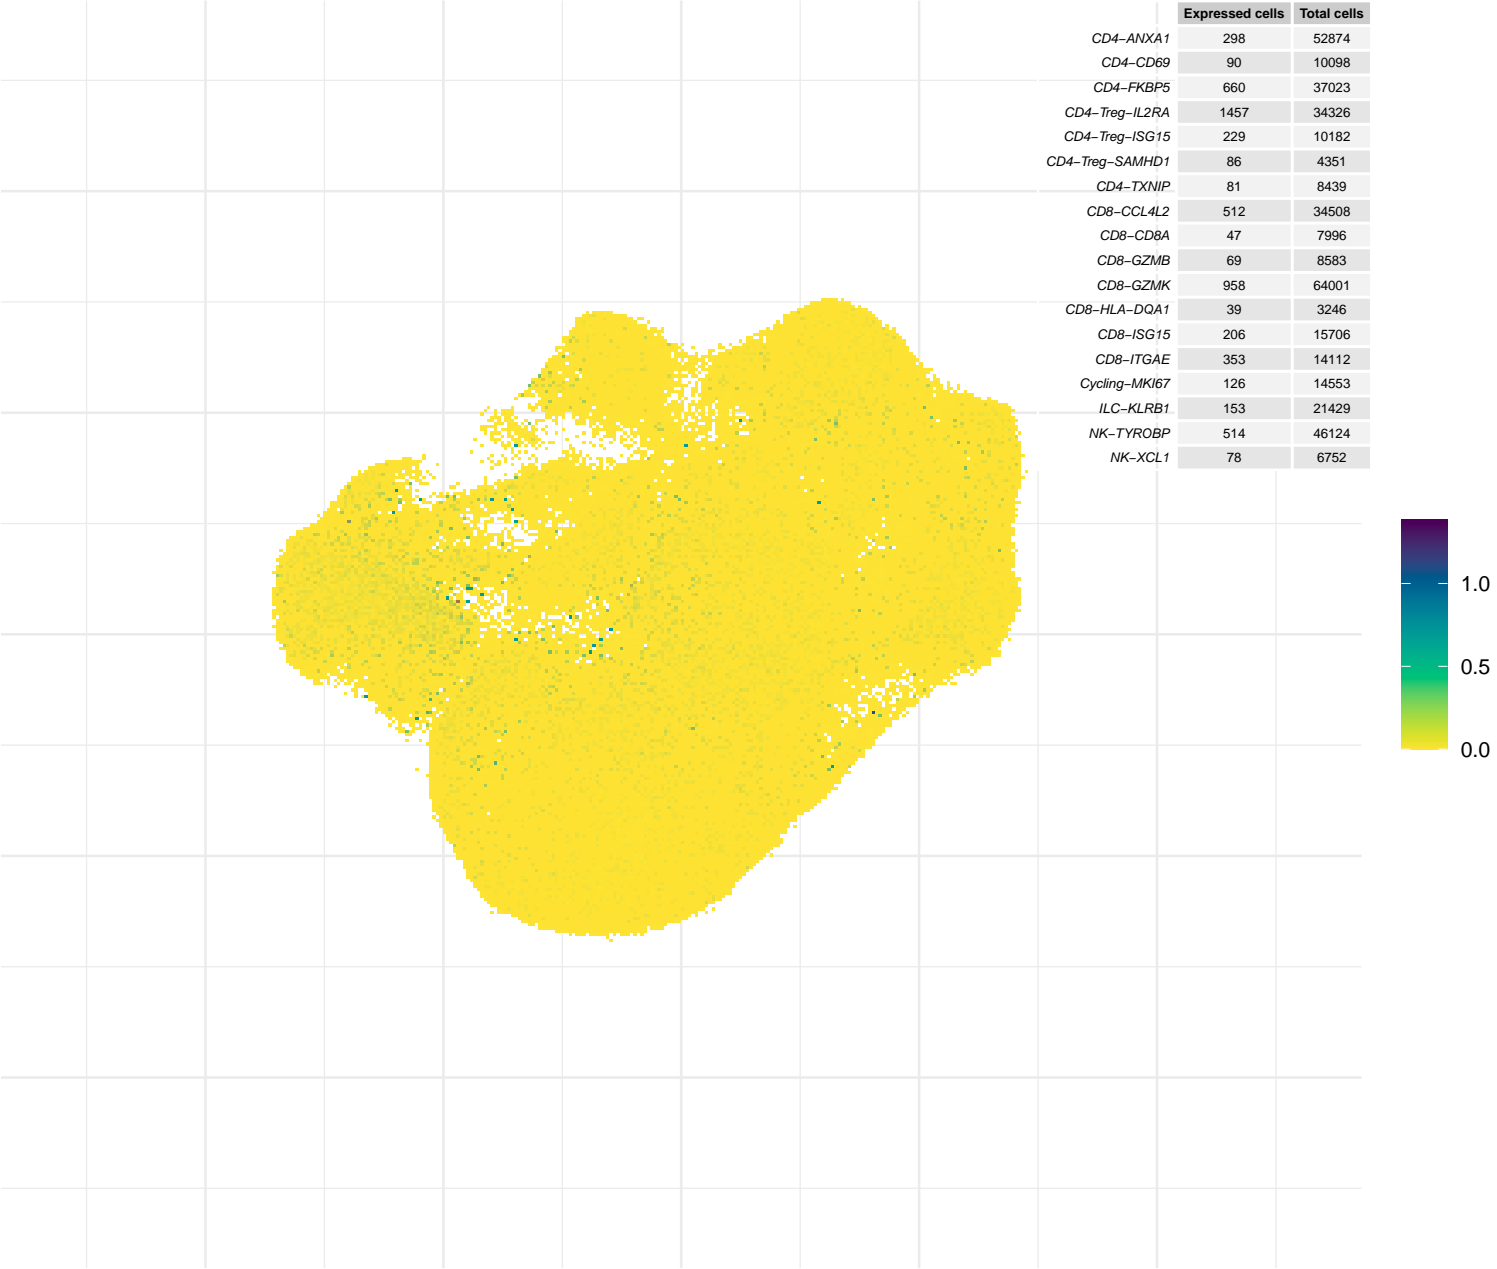 Expressed cells Total cells
CD4−ANXA1 298 52874
CD4−CD69 90 10098
CD4−FKBP5 660 37023
CD4−Treg−IL2RA 1457 34326
CD4−Treg−ISG15 229 10182
CD4−Treg−SAMHD1 86 4351
CD4−TXNIP 81 8439
CD8−CCL4L2 512 34508
CD8−CD8A 47 7996
CD8−GZMB 69 8583
CD8−GZMK 958 64001
CD8−HLA−DQA1 39 3246
CD8−ISG15 206 15706
CD8−ITGAE 353 14112
Cycling−MKI67 126 14553
ILC−KLRB1 153 21429
NK−TYROBP 514 46124
NK−XCL1 78 6752
1.0
0.5
0.0